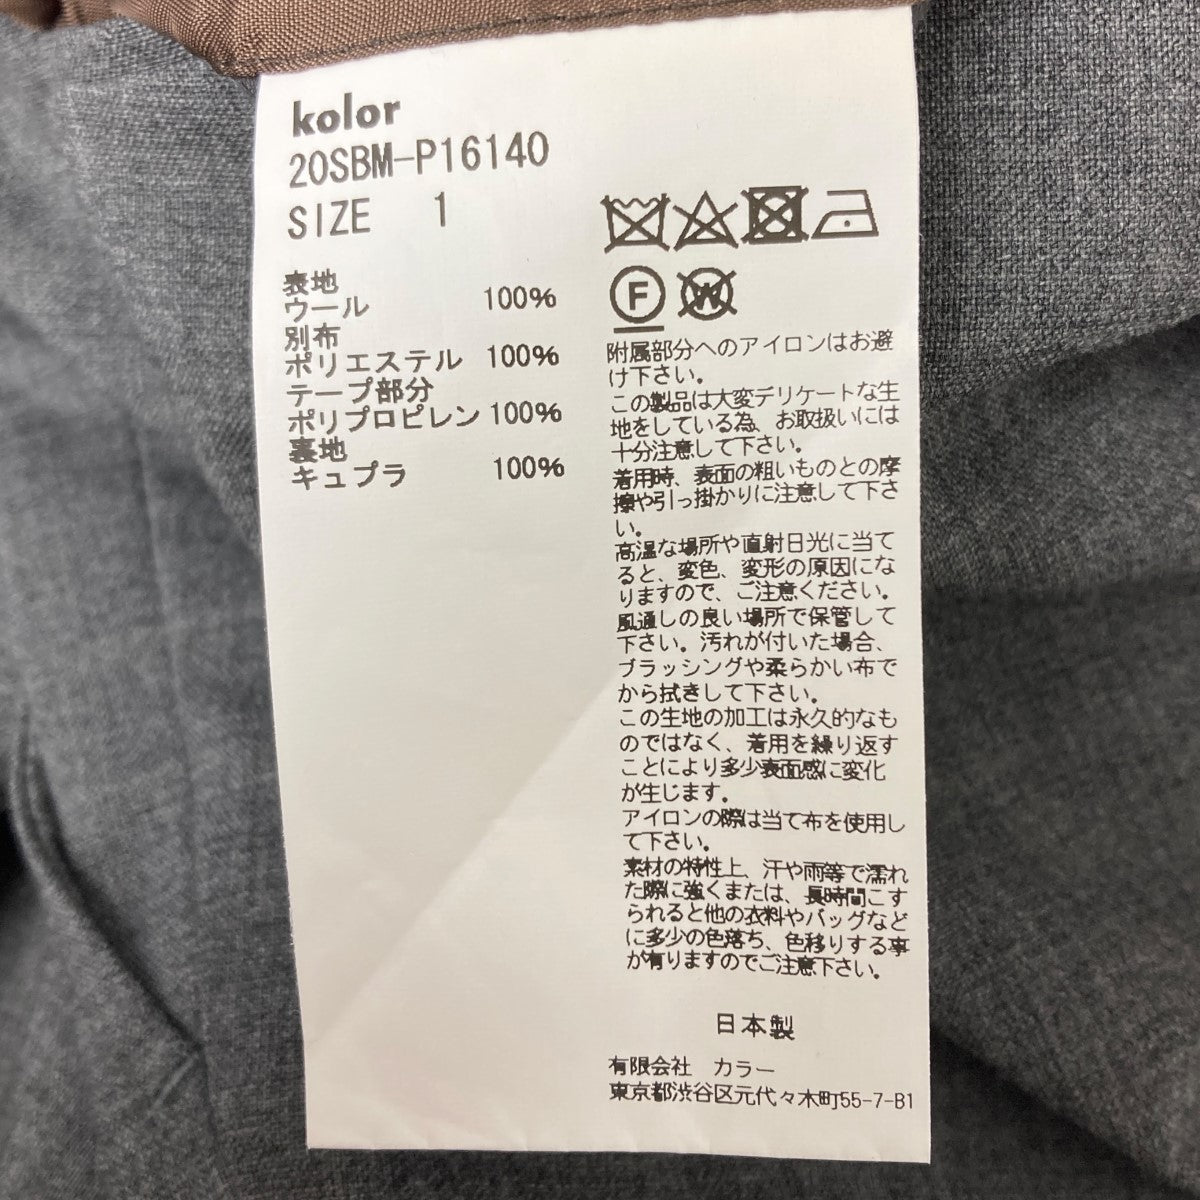 kolor
20SBM-P16140
SIZE 1
表地
ウール 100%
別布
ポリエステル 100%
テープ部分
ポリプロピレン 100%
裏地
キュプラ 100%
F W
附属部分へのアイロンはお避
け下さい。
この製品は大変デリケートな生
地をしている為、お取扱いには
十分注意して下さい。
着用時、表面の粗いものとの摩
擦や引っ掛かりに注意して下さ
い。
高温な場所や直射日光に当て
ると、変色、変形の原因にな
りますので、ご注意ください。
風通しの良い場所で保管して
下さい。汚れが付いた場合、
ブラッシングや柔らかい布で
から拭きして下さい。
この生地の加工は永久的なも
のではなく、着用を繰り返す
ことにより多少表面感に変化
が生じます。
アイロンの際は当て布を使用し
て下さい。
素材の特性上、汗や雨等で濡れ
た際に強くまたは、長時間こす
られると他の衣料やバッグなど
に多少の色落ち、色移りする事
が有りますのでご注意下さい。
日本製
有限会社 カラー
東京都渋谷区元代々木町55-7-B1